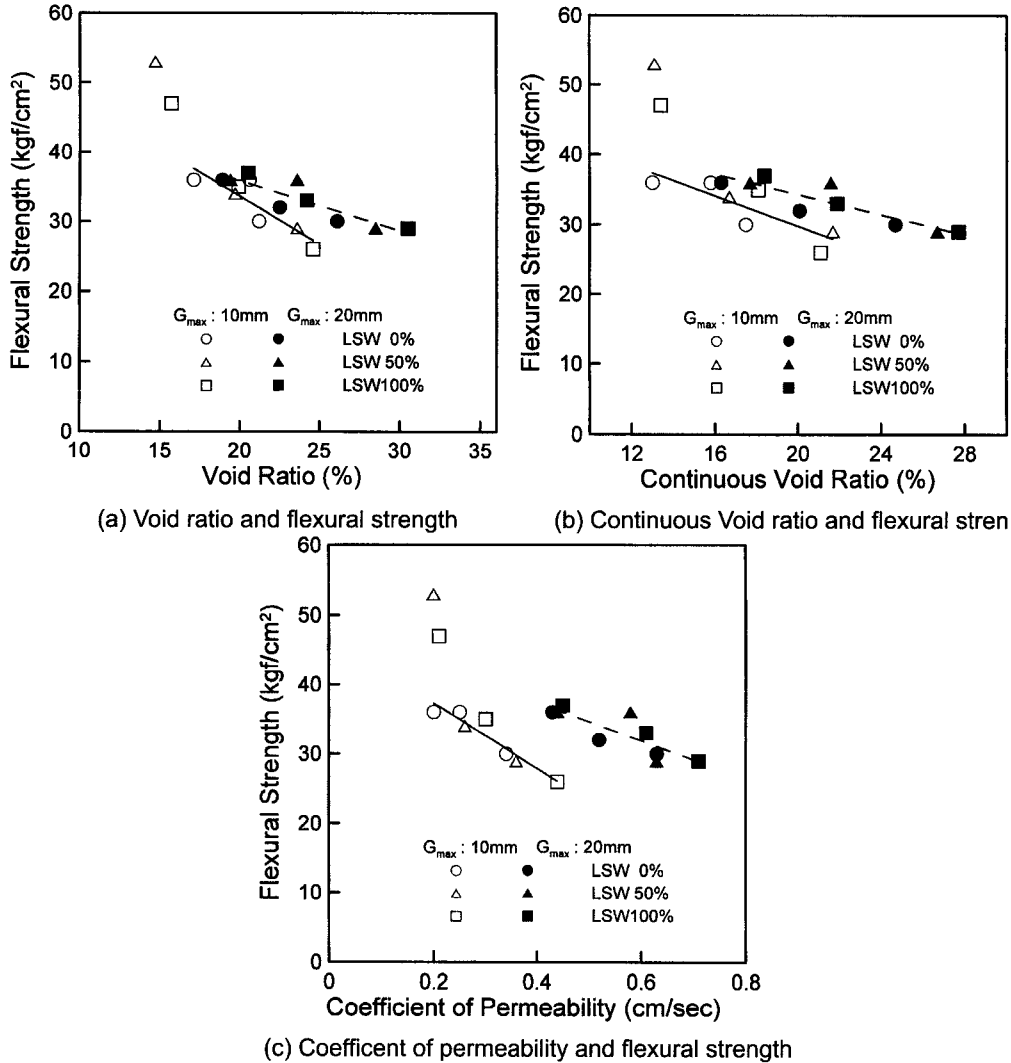 60
50
40
30
20
10
0
Flexural Strength (kgf/cm²)
Gmax : 10mm Gmax : 20mm
LSW 0%
LSW 50%
LSW100%
10 15 20 25 30 35
Void Ratio (%)
(a) Void ratio and flexural strength
60
50
40
30
20
10
0
Flexural Strength (kgf/cm²)
Gmax : 10mm Gmax : 20mm
LSW 0%
LSW 50%
LSW100%
12 16 20 24 28
Continuous Void Ratio (%)
(b) Continuous Void ratio and flexural stren
60
50
40
30
20
10
0
Flexural Strength (kgf/cm²)
Gmax : 10mm Gmax : 20mm
LSW 0%
LSW 50%
LSW100%
0 0.2 0.4 0.6 0.8
Coefficient of Permeability (cm/sec)
(c) Coefficent of permeability and flexural strength